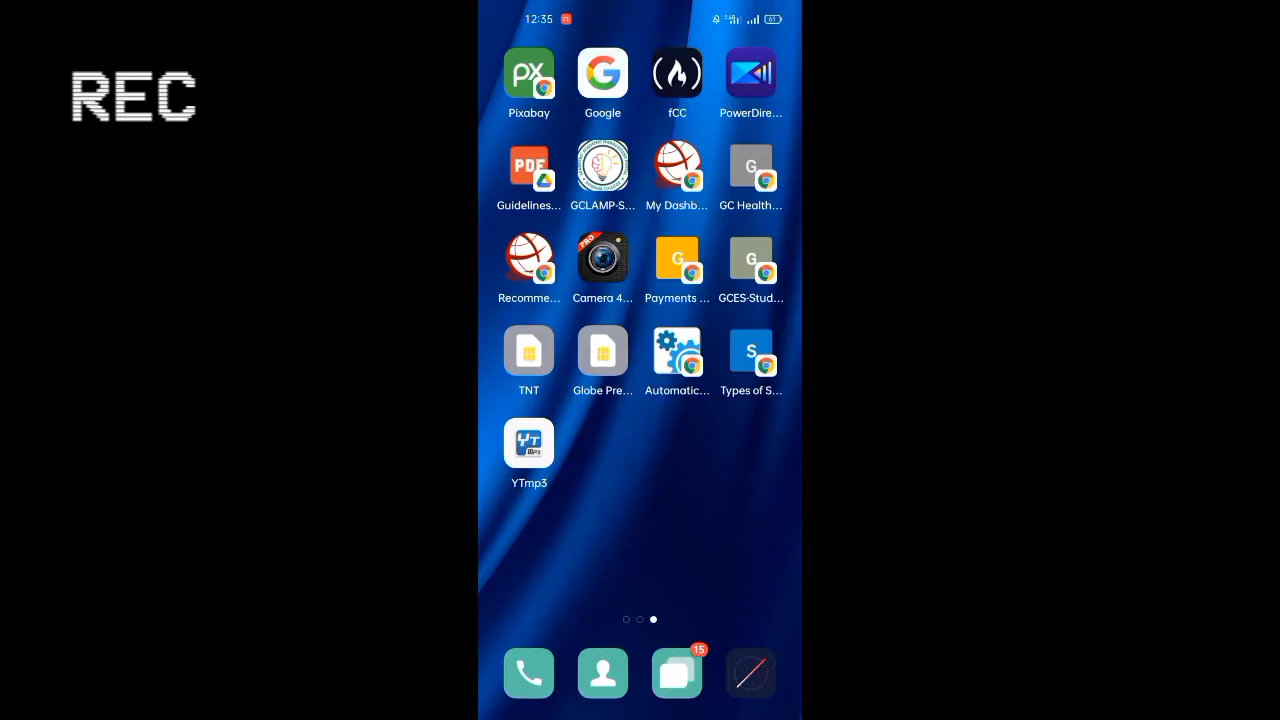 12:35
61
REC
px
Pixabay
Google
fCC
PowerDire...
PDF
G
Guidelines...
GCLAMP-S...
My Dashb...
GC Health...
PRO
G
G
Recomme...
Camera 4...
Payments ...
GCES-Stud...
S
TNT
Globe Pre...
Automatic...
Types of S...
YT
MP3
YTmp3
15